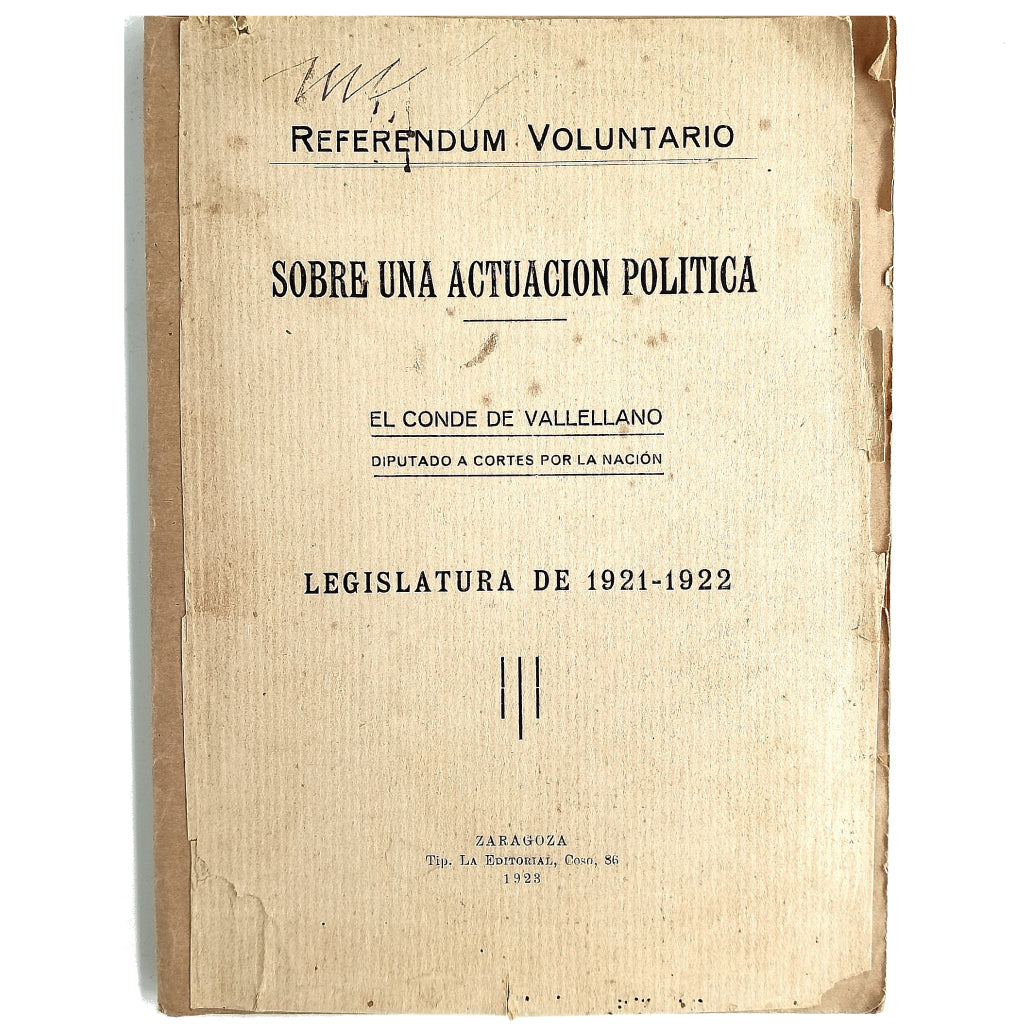 REFERENDUM VOLUNTARIO
SOBRE UNA ACTUACION POLITICA
EL CONDE DE VALLELLANO
DIPUTADO A CORTES POR LA NACIÓN
LEGISLATURA DE 1921-1922
ZARAGOZA
Tip. LA EDITORIAL, Coso, 86
1923